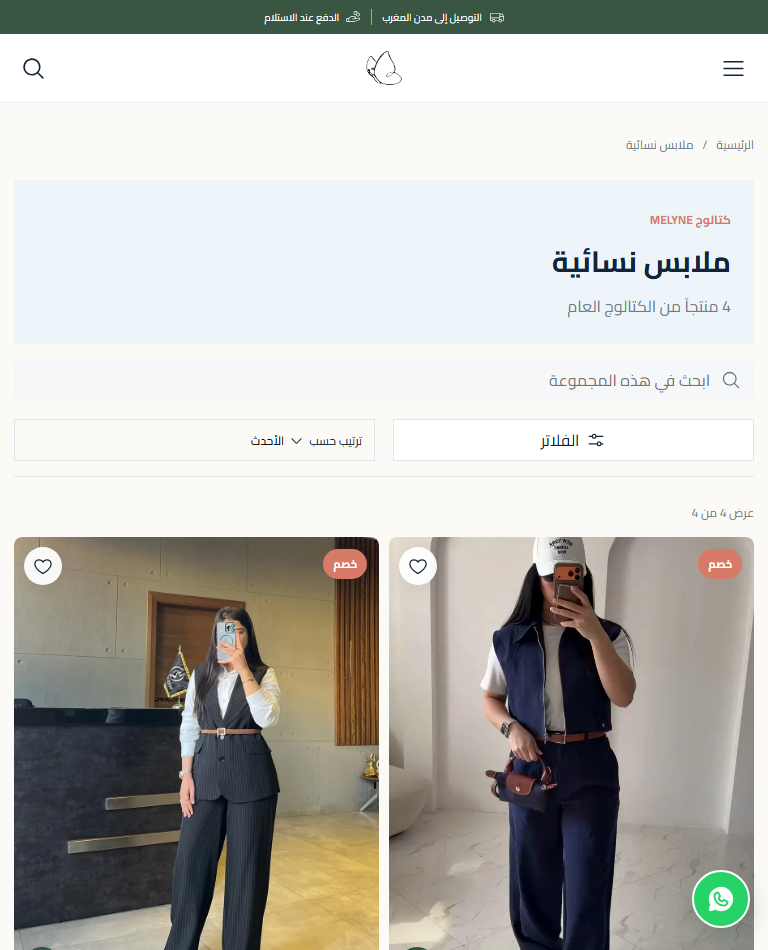 التوصيل إلى مدن المغرب
الدفع عند الاستلام
الرئيسية / ملابس نسائية
كتالوج MELYNE
ملابس نسائية
4 منتجاً من الكتالوج العام
ابحث في هذه المجموعة
الفلاتر
ترتيب حسب الأحدث
عرض 4 من 4
خصم
خصم